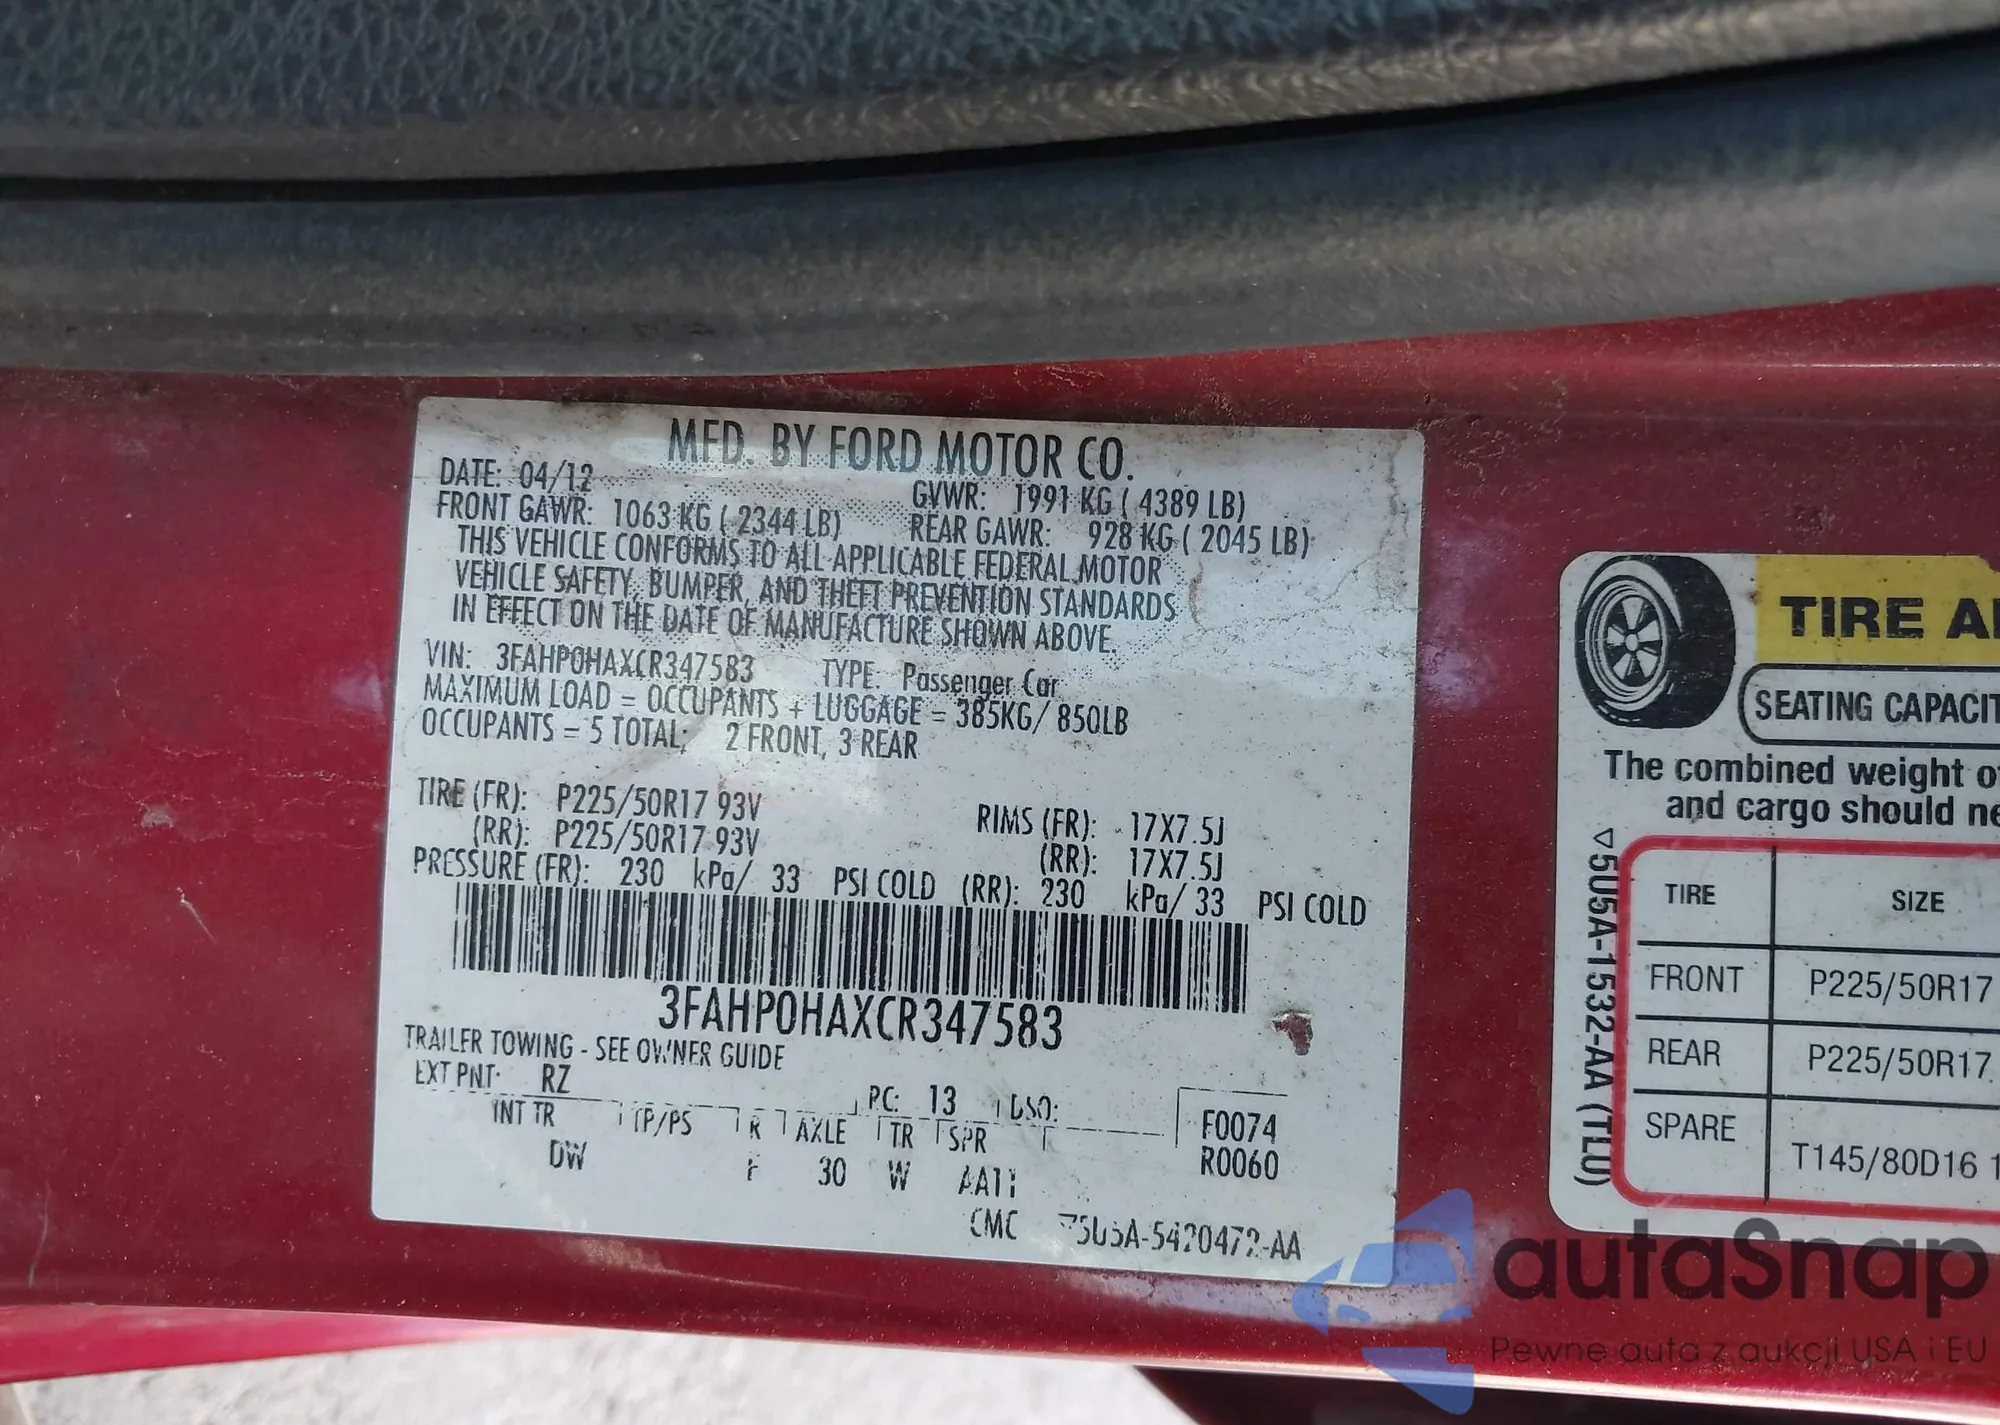 MFD. BY FORD MOTOR CO.
DATE: 04/12
GVWR: 1991 KG ( 4389 LB)
FRONT GAWR: 1063 KG ( 2344 LB)
REAR GAWR: 928 KG ( 2045 LB)
THIS VEHICLE CONFORMS TO ALL APPLICABLE FEDERAL MOTOR
VEHICLE SAFETY, BUMPER, AND THEFT PREVENTION STANDARDS
IN EFFECT ON THE DATE OF MANUFACTURE SHOWN ABOVE.
VIN: 3FAHP0HAXCR347583 TYPE: Passenger Car
MAXIMUM LOAD = OCCUPANTS + LUGGAGE = 385KG/ 850LB
OCCUPANTS = 5 TOTAL; 2 FRONT, 3 REAR
TIRE (FR): P225/50R17 93V RIMS (FR): 17X7.5J
(RR): P225/50R17 93V (RR): 17X7.5J
PRESSURE (FR): 230 kPa/ 33 PSI COLD (RR): 230 kPa/ 33 PSI COLD
3FAHP0HAXCR347583
TRAILER TOWING - SEE OWNER GUIDE
EXT PNT: RZ PC: 13 DSO:
INT TR TP/PS R AXLE TR SPR F0074
DW 30 W AA11 R0060
CMC 5U5A-5420472-AA
TIRE A
SEATING CAPACIT
The combined weight o
and cargo should ne
▽5U5A-1532-AA (TLU)
TIRE SIZE
FRONT P225/50R17
REAR P225/50R17
SPARE T145/80D16 1
autaSnap
Pewne auta z aukcji USA i EU